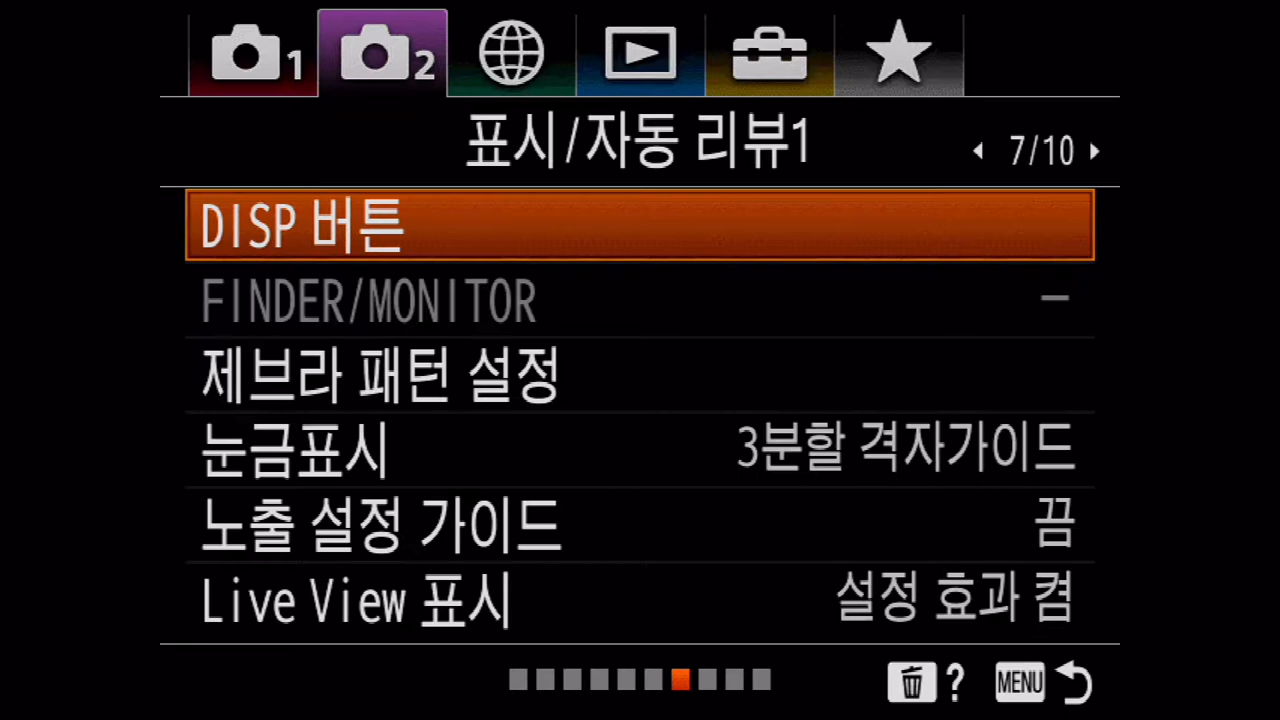 1 2
표시/자동 리뷰1
7/10
DISP 버튼
FINDER/MONITOR –
제브라 패턴 설정
눈금표시 3분할 격자가이드
노출 설정 가이드 끔
Live View 표시 설정 효과 켬
? MENU